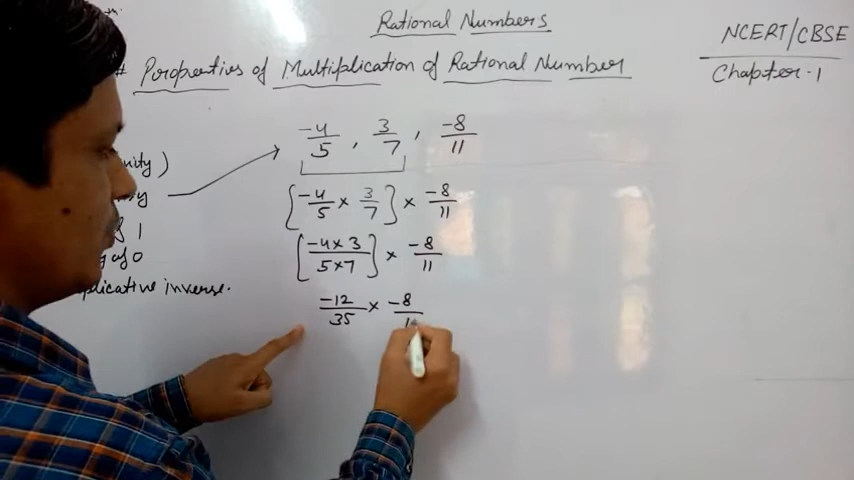 Rational Numbers
NCERT/CBSE
Chapter-1
# Properties of Multiplication of Rational Number
-4/5 , 3/7 , -8/11
[-4/5 × 3/7] × -8/11
[-4×3/5×7] × -8/11
of 0
plicative inverse.
-12/35 × -8/1